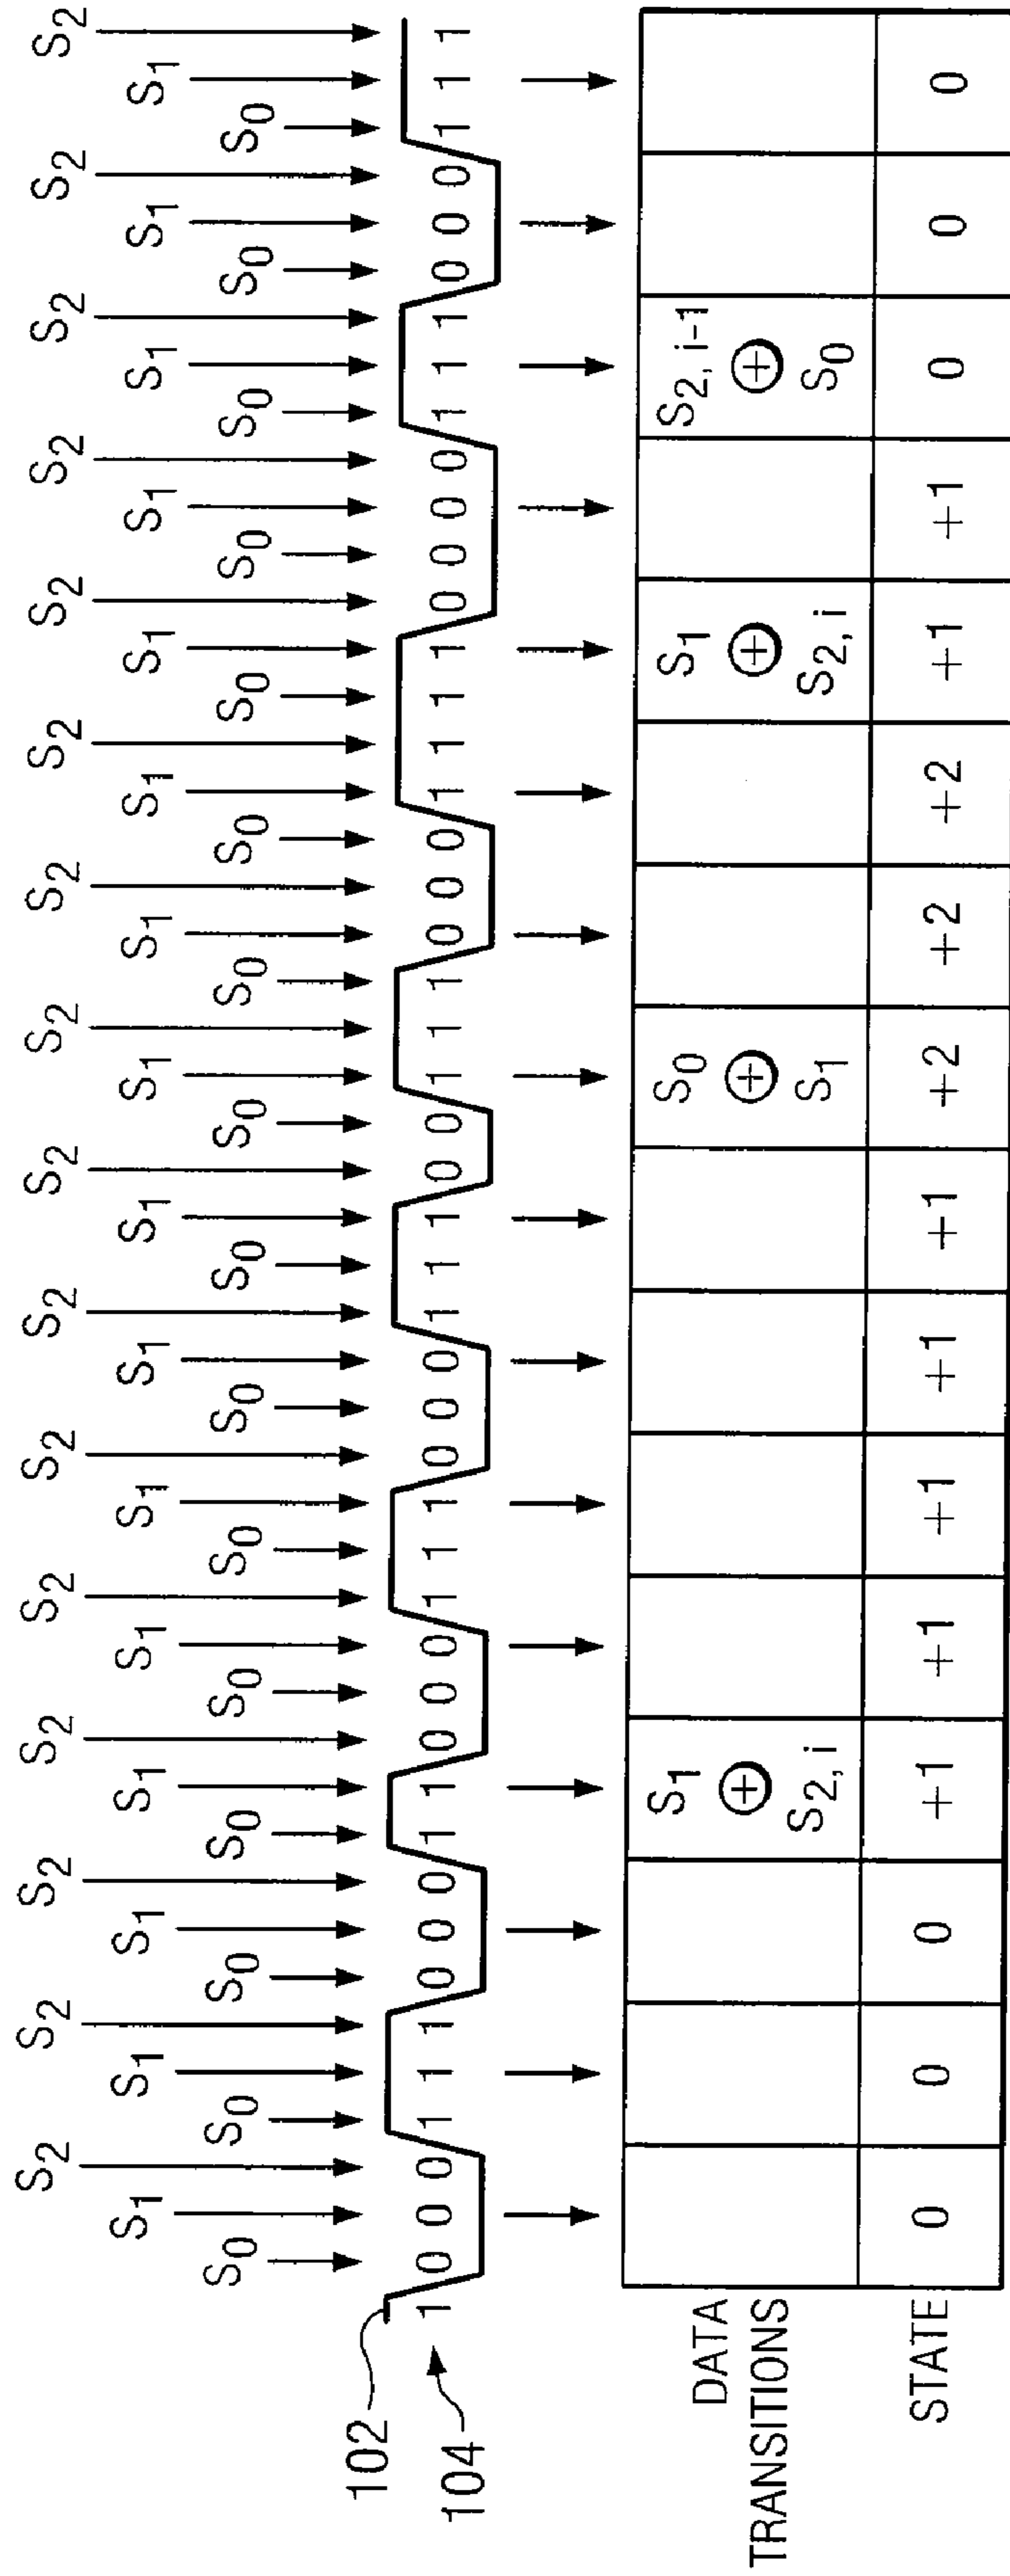 S2 S2 S2 S2 S2 S2 S2 S2 S2 S2 S2 S2 S2 S2 S2 S2
S1 S1 S1 S1 S1 S1 S1 S1 S1 S1 S1 S1 S1 S1 S1 S1
S0 S0 S0 S0 S0 S0 S0 S0 S0 S0 S0 S0 S0 S0 S0 S0
102
104
1 0 0 0 1 1 1 0 0 0 1 1 0 0 0 1 1 1 0 0 0 1 1 1 0 0 1 1 1 0 0 0 1 1 1 1 0 0 0 0 1 1 1 0 0 0 1 1 1
DATA
TRANSITIONS
S1 ⊕ S2, i
S0 ⊕ S1
S1 ⊕ S2, i
S2, i-1 ⊕ S0
STATE 0 0 0 +1 +1 +1 +1 +1 +2 +2 +2 +1 +1 0 0 0